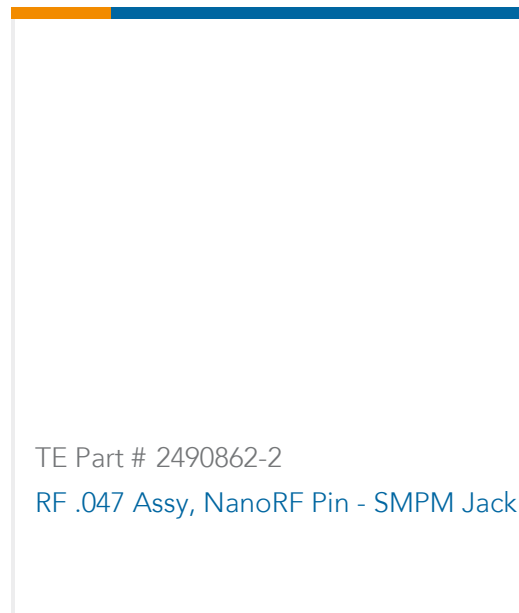 TE Part # 2490862-2
RF .047 Assy, NanoRF Pin - SMPM Jack